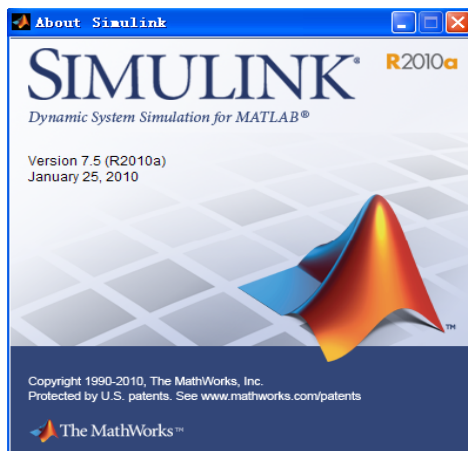 About Simulink
SIMULINK®
R2010a
Dynamic System Simulation for MATLAB®
Version 7.5 (R2010a)
January 25, 2010
TM
Copyright 1990-2010, The MathWorks, Inc.
Protected by U.S. patents. See www.mathworks.com/patents
The MathWorks™